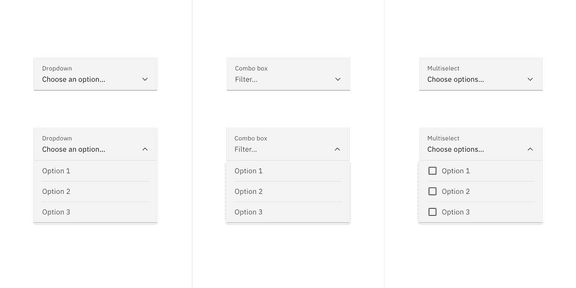 Dropdown
Choose an option...
Combo box
Filter...
Multiselect
Choose options...
Dropdown
Choose an option...
Option 1
Option 2
Option 3
Combo box
Filter...
Option 1
Option 2
Option 3
Multiselect
Choose options...
Option 1
Option 2
Option 3